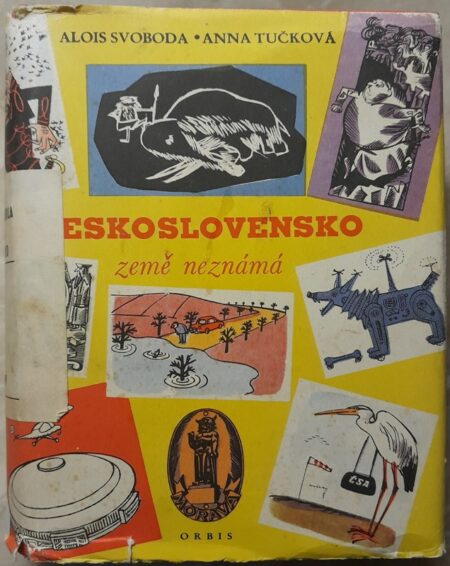 ALOIS SVOBODA • ANNA TUČKOVÁ
ESKOSLOVENSKO
země neznámá
ČSA
MORAVA
ORBIS